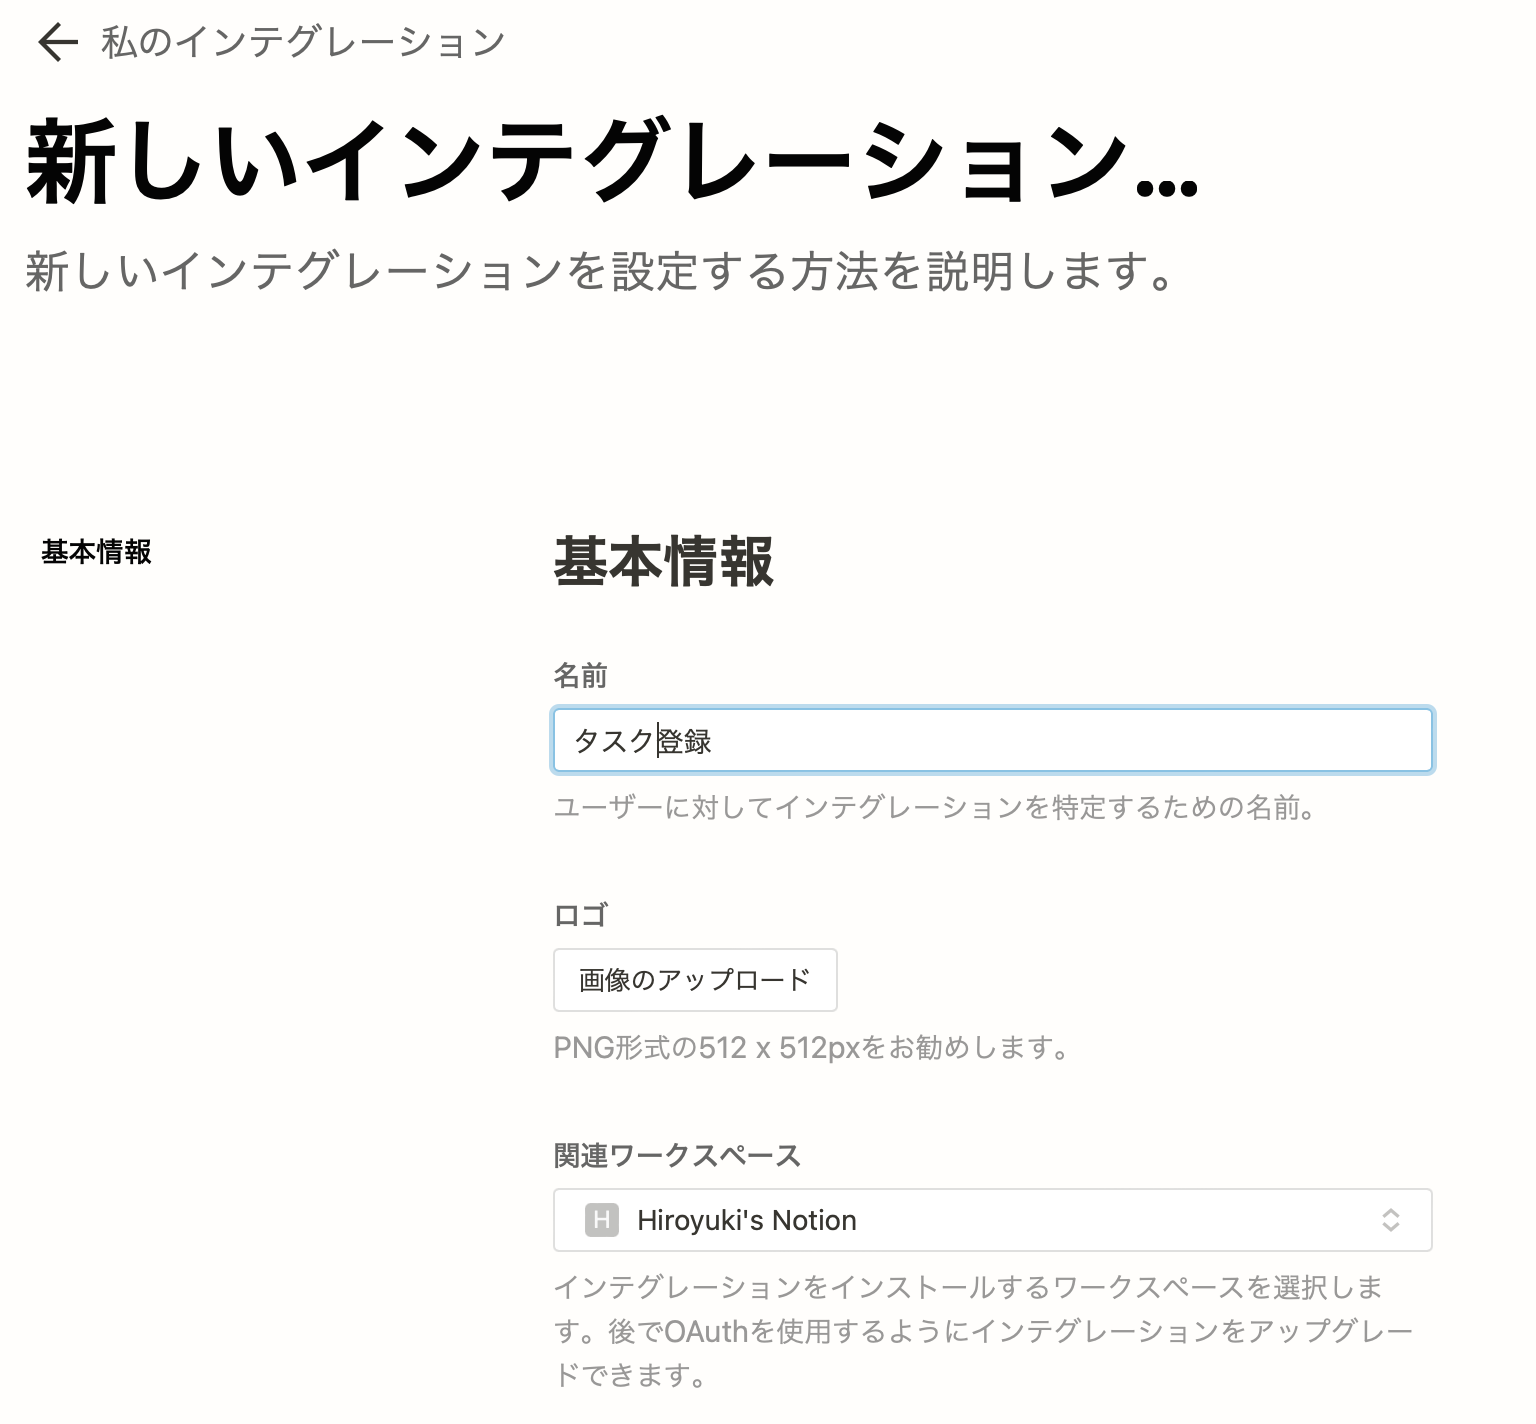 私のインテグレーション
新しいインテグレーション...
新しいインテグレーションを設定する方法を説明します。
基本情報
基本情報
名前
タスク登録
ユーザーに対してインテグレーションを特定するための名前。
ロゴ
画像のアップロード
PNG形式の512 x 512pxをお勧めします。
関連ワークスペース
H Hiroyuki's Notion
インテグレーションをインストールするワークスペースを選択しま
す。後でOAuthを使用するようにインテグレーションをアップグレー
ドできます。